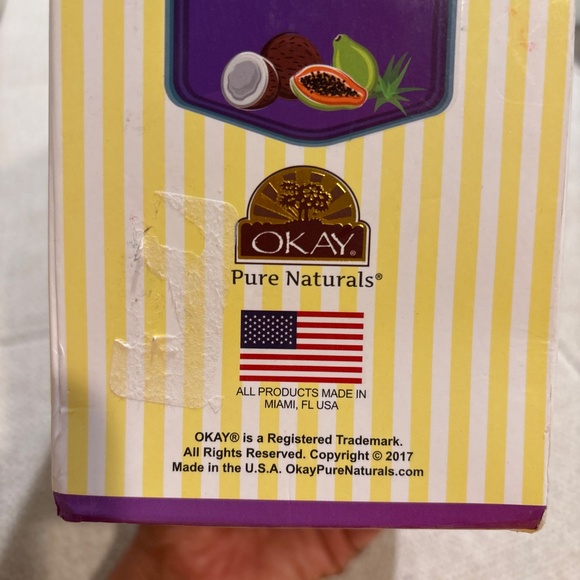 OKAY®
Pure Naturals®
ALL PRODUCTS MADE IN
MIAMI, FL USA
OKAY® is a Registered Trademark.
All Rights Reserved. Copyright © 2017
Made in the U.S.A. OkayPureNaturals.com